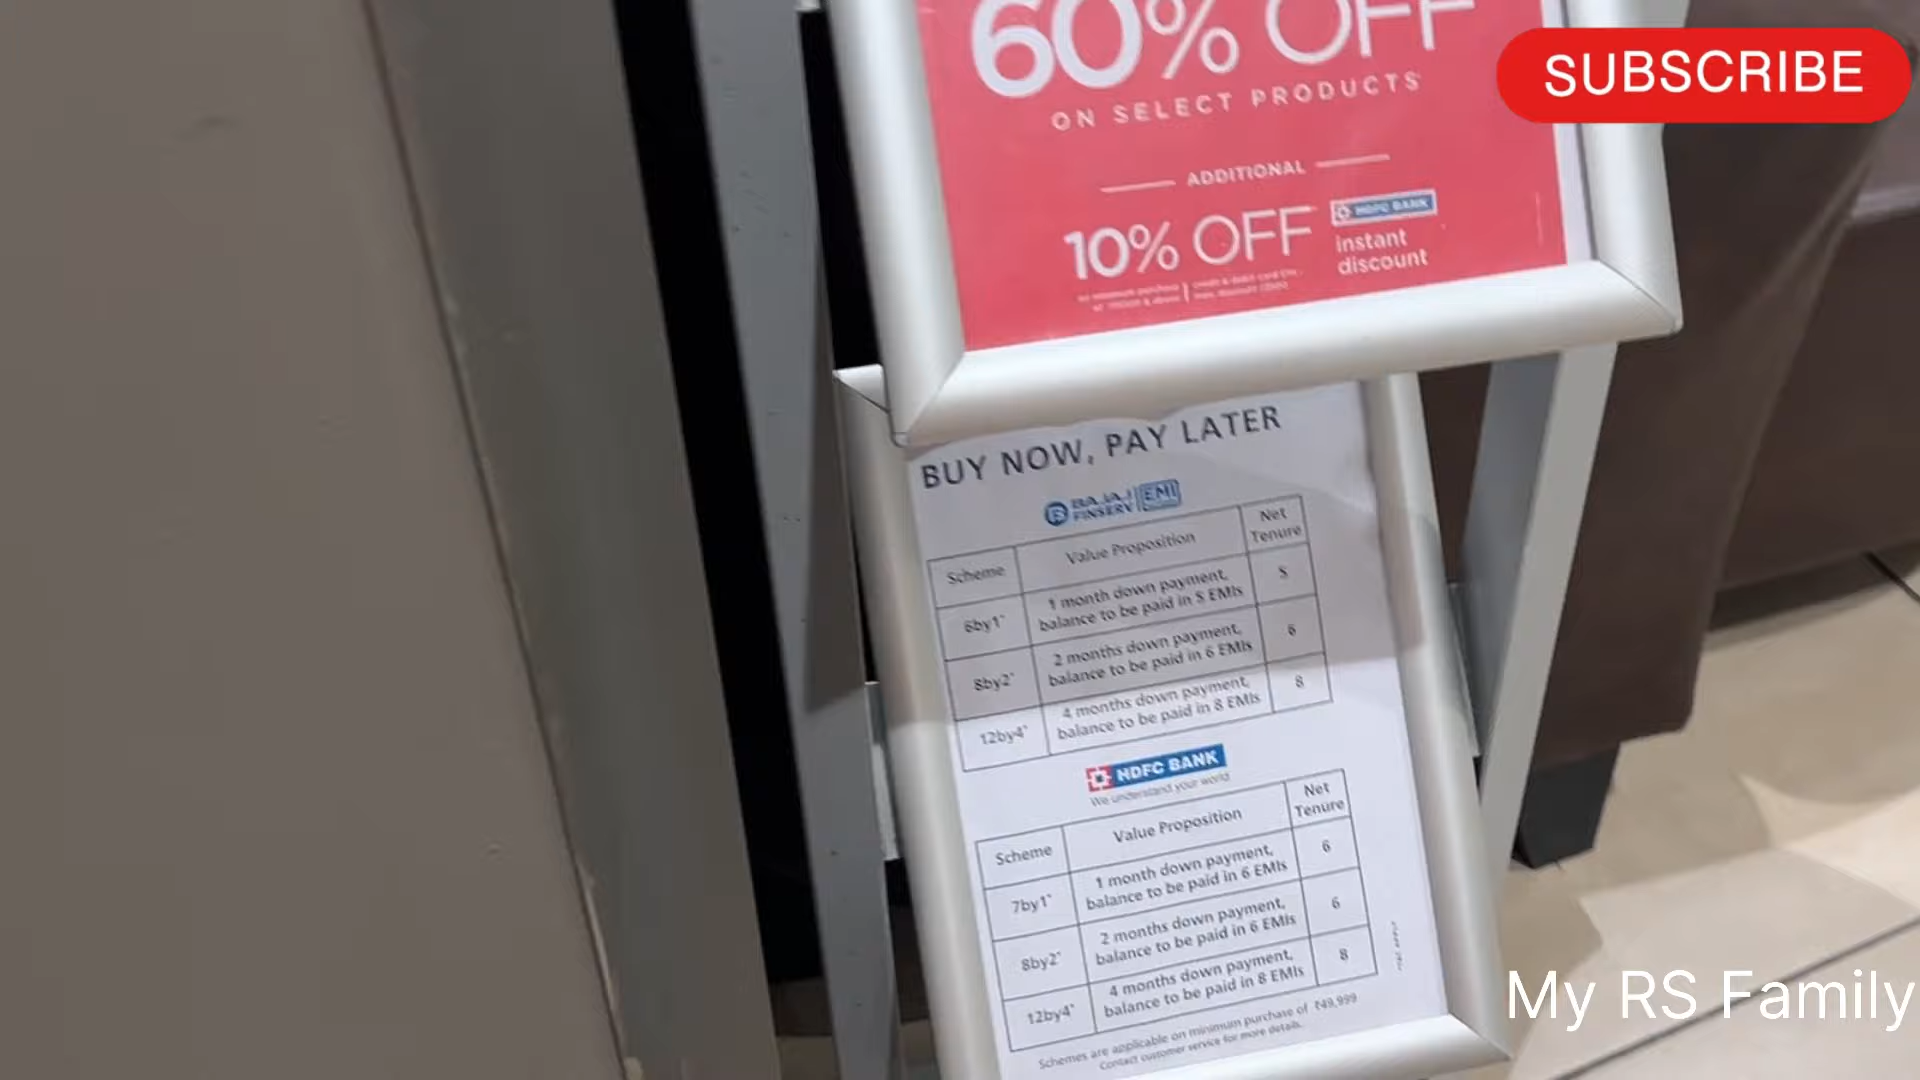 60% OFF
SUBSCRIBE
ON SELECT PRODUCTS
ADDITIONAL
10% OFF
HDFC BANK
instant
discount
BUY NOW, PAY LATER
BAJAJ
FINSERV
EMI
Scheme Value Proposition Net Tenure
6by1* 1 month down payment, balance to be paid in 5 EMIs 5
8by2* 2 months down payment, balance to be paid in 6 EMIs 6
12by4* 4 months down payment, balance to be paid in 8 EMIs 8
HDFC BANK
We understand your world
Scheme Value Proposition Net Tenure
7by1* 1 month down payment, balance to be paid in 6 EMIs 6
8by2* 2 months down payment, balance to be paid in 6 EMIs 6
12by4* 4 months down payment, balance to be paid in 8 EMIs 8
Schemes are applicable on minimum purchase of ₹49,999
Contact customer service for more details.
My RS Family